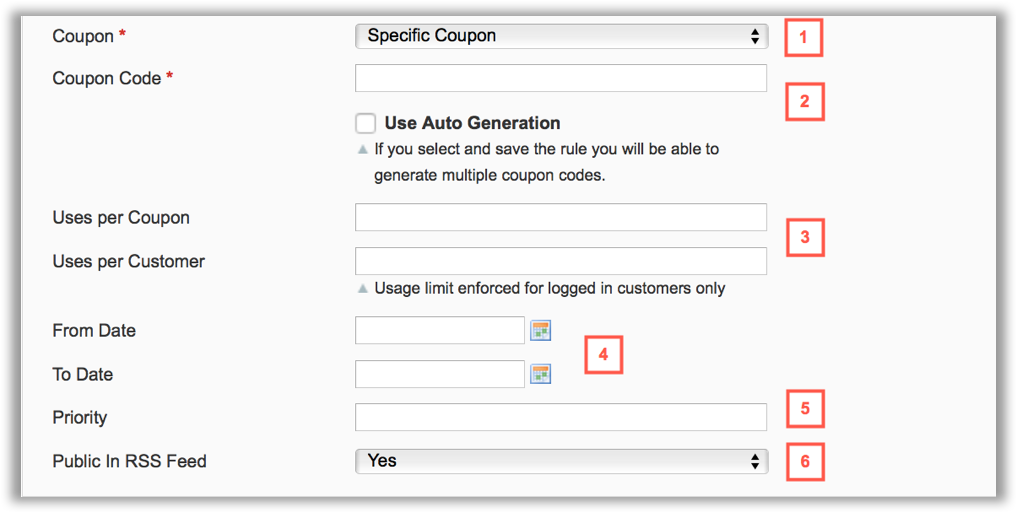 Coupon * Specific Coupon 1
Coupon Code * 2
Use Auto Generation
If you select and save the rule you will be able to
generate multiple coupon codes.
Uses per Coupon 3
Uses per Customer
Usage limit enforced for logged in customers only
From Date
4
To Date
Priority 5
Public In RSS Feed Yes 6